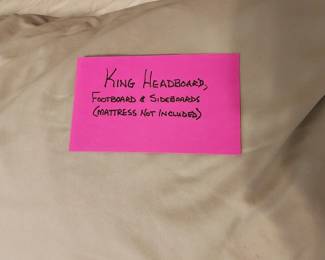 KING HEADBOARD,
FOOTBOARD & SIDEBOARDS
(MATTRESS NOT INCLUDED)